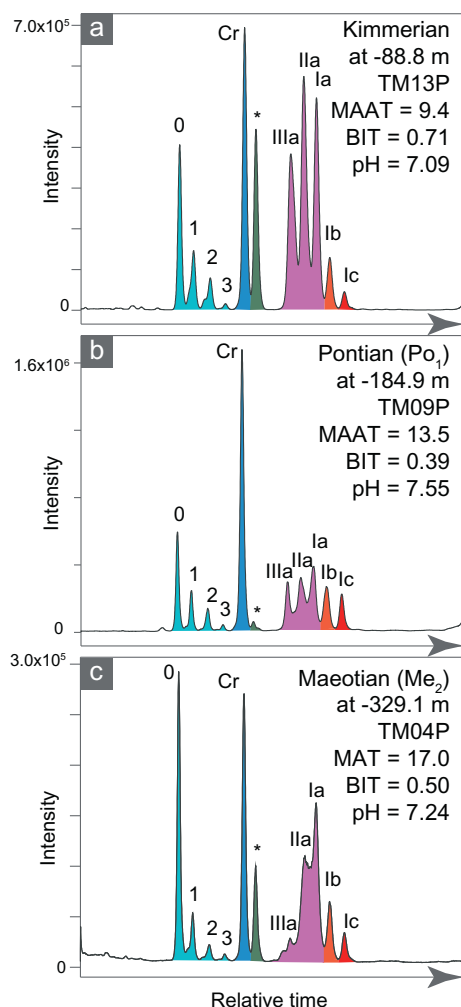 a
7.0x10⁵
Kimmerian
at -88.8 m
TM13P
MAAT = 9.4
BIT = 0.71
pH = 7.09
Cr
IIa
Ia
*
IIIa
0
1
2
3
Ib
Ic
Intensity
0
b
1.6x10⁶
Pontian (Po₁)
at -184.9 m
TM09P
MAAT = 13.5
BIT = 0.39
pH = 7.55
Cr
0
1
2
3
*
IIIa
IIa
Ia
Ib
Ic
Intensity
0
c
3.0x10⁵
Maeotian (Me₂)
at -329.1 m
TM04P
MAT = 17.0
BIT = 0.50
pH = 7.24
0
Cr
1
2
3
*
IIIa
IIa
Ia
Ib
Ic
Intensity
0
Relative time